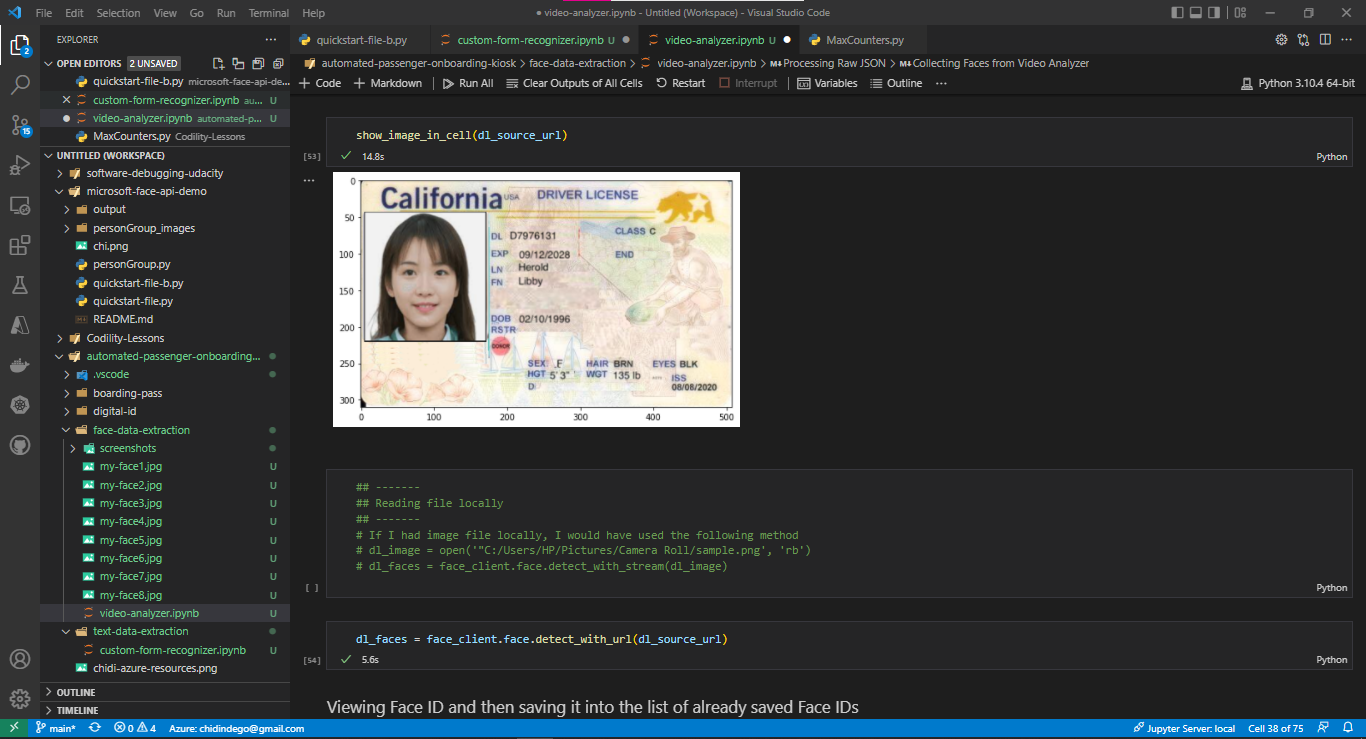 File Edit Selection View Go Run Terminal Help
● video-analyzer.ipynb - Untitled (Workspace) - Visual Studio Code
EXPLORER
OPEN EDITORS 2 UNSAVED
quickstart-file-b.py microsoft-face-api-de...
custom-form-recognizer.ipynb au... U
video-analyzer.ipynb automated-p... U
MaxCounters.py Codility-Lessons
UNTITLED (WORKSPACE)
software-debugging-udacity
microsoft-face-api-demo
output
personGroup_images
chi.png
personGroup.py
quickstart-file-b.py
quickstart-file.py
README.md
Codility-Lessons
automated-passenger-onboarding...
.vscode
boarding-pass
digital-id
face-data-extraction
screenshots
my-face1.jpg U
my-face2.jpg U
my-face3.jpg U
my-face4.jpg U
my-face5.jpg U
my-face6.jpg U
my-face7.jpg U
my-face8.jpg U
video-analyzer.ipynb U
text-data-extraction
custom-form-recognizer.ipynb U
chidi-azure-resources.png
OUTLINE
TIMELINE
2
15
quickstart-file-b.py custom-form-recognizer.ipynb U video-analyzer.ipynb U MaxCounters.py
automated-passenger-onboarding-kiosk > face-data-extraction > video-analyzer.ipynb > M↓Processing Raw JSON > M↓Collecting Faces from Video Analyzer
+ Code + Markdown Run All Clear Outputs of All Cells Restart Interrupt Variables Outline ... Python 3.10.4 64-bit
show_image_in_cell(dl_source_url)
[53] 14.8s Python
0
50
100
150
200
250
300
0 100 200 300 400 500
California USA DRIVER LICENSE
DL D7976131 CLASS C
EXP 09/12/2028 END
LN Herold
FN Libby
DOB 02/10/1996
RSTR
DONOR
SEX F HAIR BRN EYES BLK
HGT 5'3" WGT 135 lb ISS
08/08/2020
## -------
## Reading file locally
## -------
# If I had image file locally, I would have used the following method
# dl_image = open('"C:/Users/HP/Pictures/Camera Roll/sample.png', 'rb')
# dl_faces = face_client.face.detect_with_stream(dl_image)
[ ] Python
dl_faces = face_client.face.detect_with_url(dl_source_url)
[54] 5.6s Python
Viewing Face ID and then saving it into the list of already saved Face IDs
main* 0 4 Azure: chidindego@gmail.com Jupyter Server: local Cell 38 of 75